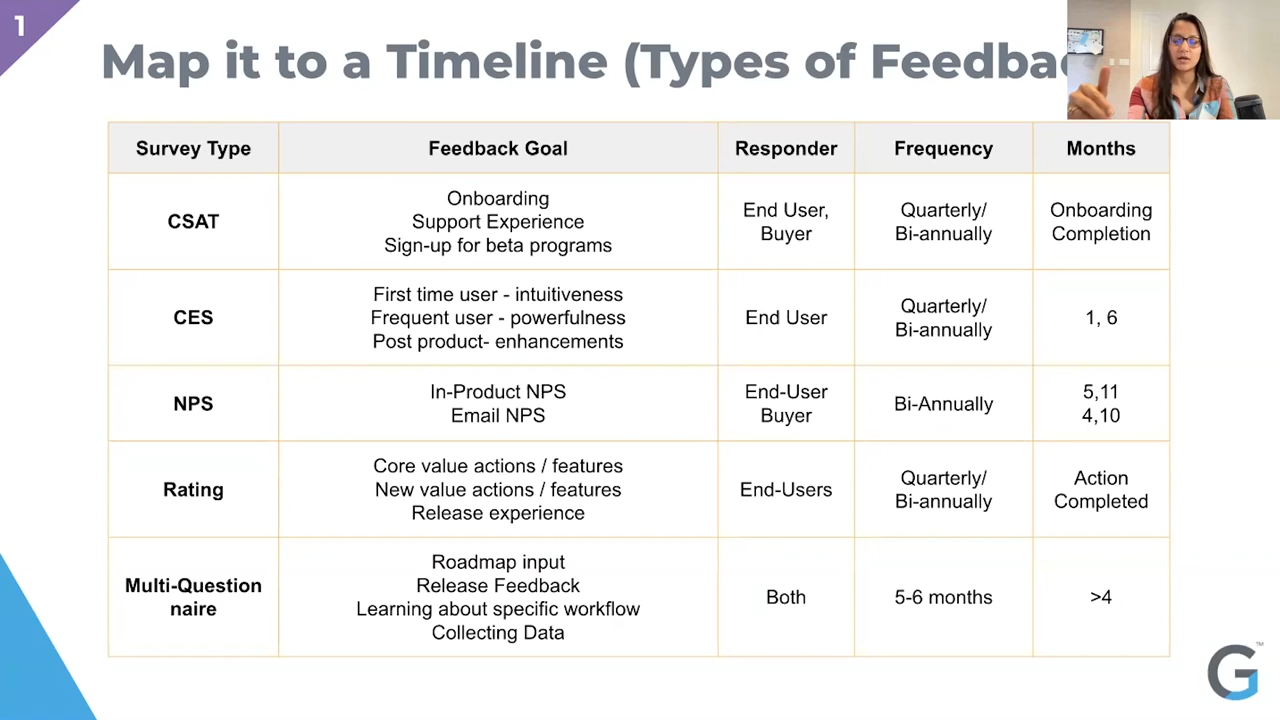 1
Map it to a Timeline (Types of Feedba
Survey Type
Feedback Goal
Responder
Frequency
Months
CSAT
Onboarding
Support Experience
Sign-up for beta programs
End User,
Buyer
Quarterly/
Bi-annually
Onboarding
Completion
CES
First time user - intuitiveness
Frequent user - powerfulness
Post product- enhancements
End User
Quarterly/
Bi-annually
1, 6
NPS
In-Product NPS
Email NPS
End-User
Buyer
Bi-Annually
5,11
4,10
Rating
Core value actions / features
New value actions / features
Release experience
End-Users
Quarterly/
Bi-annually
Action
Completed
Multi-Question
naire
Roadmap input
Release Feedback
Learning about specific workflow
Collecting Data
Both
5-6 months
>4
G™